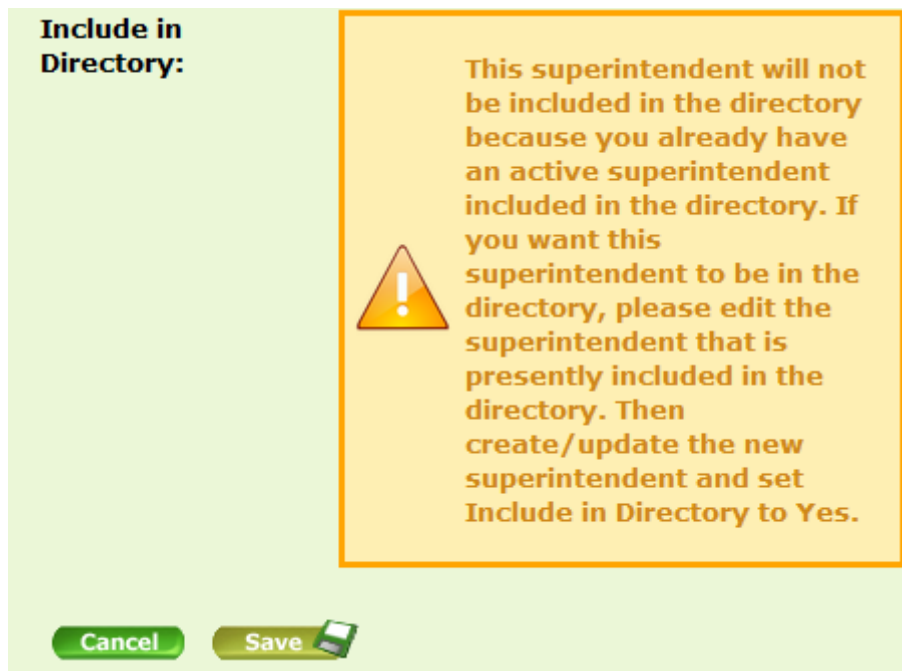 Include in
Directory:
This superintendent will not
be included in the directory
because you already have
an active superintendent
included in the directory. If
you want this
superintendent to be in the
directory, please edit the
superintendent that is
presently included in the
directory. Then
create/update the new
superintendent and set
Include in Directory to Yes.
Cancel
Save